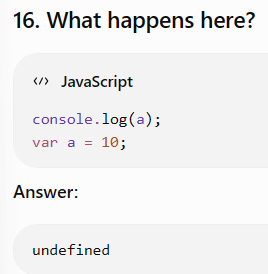 16. What happens here?
</> JavaScript
console.log(a);
var a = 10;
Answer:
undefined